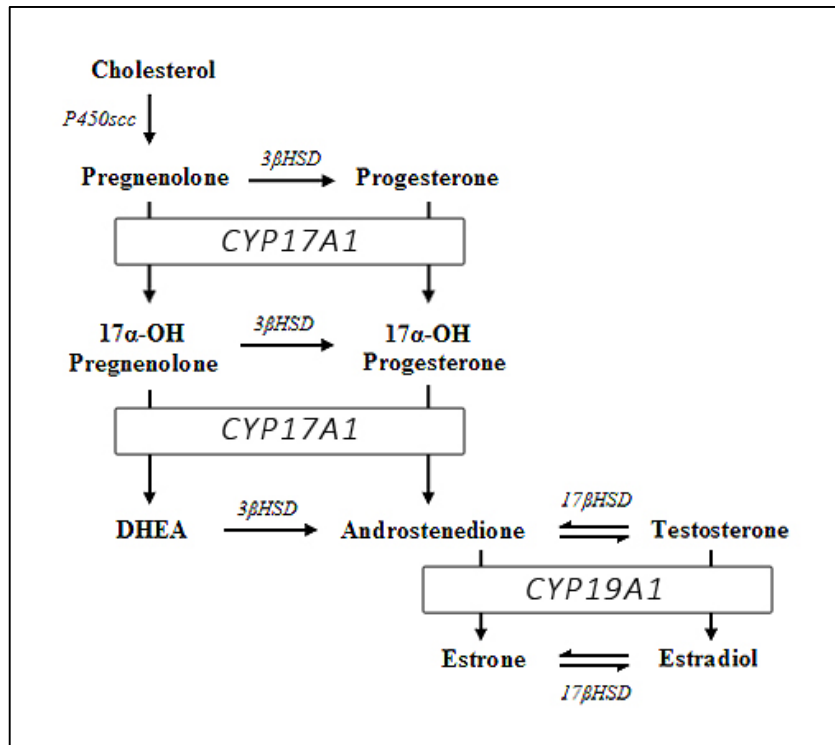 Cholesterol
P450scc
3βHSD
Pregnenolone
Progesterone
CYP17A1
17α-OH
Pregnenolone
3βHSD
17α-OH
Progesterone
CYP17A1
3βHSD
17βHSD
DHEA
Androstenedione
Testosterone
CYP19A1
Estrone
Estradiol
17βHSD